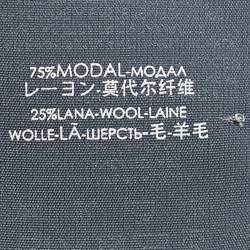 75%MODAL-МОДАЛ
レーヨン-莫代尔纤维
25%LANA-WOOL-LAINE
WOLLE-LÃ-ШЕРСТЬ-毛-羊毛